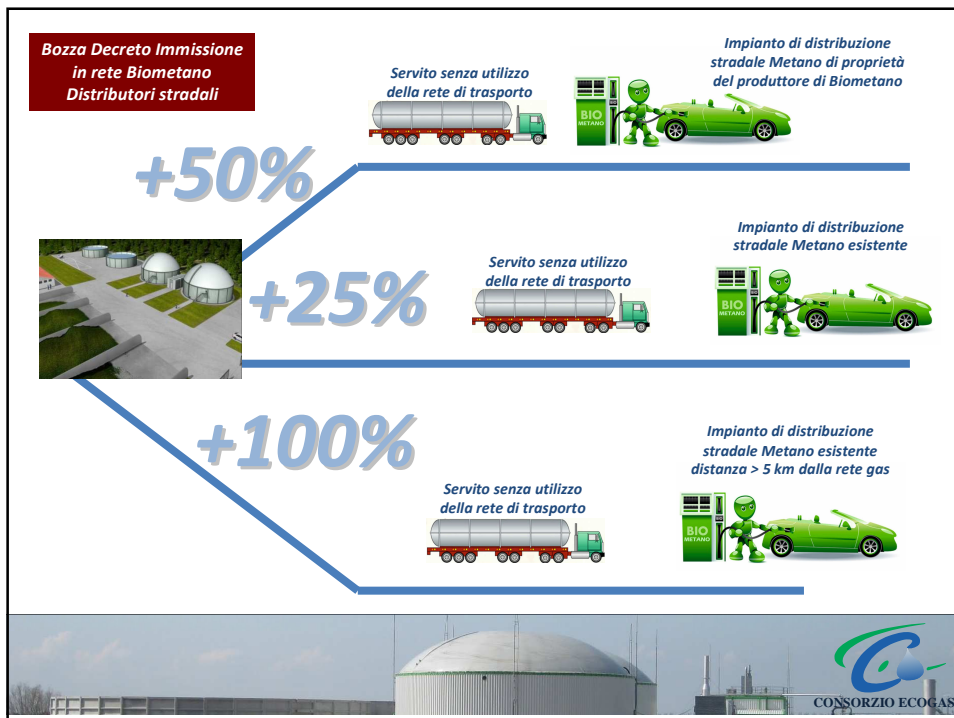 Bozza Decreto Immissione
in rete Biometano
Distributori stradali
Servito senza utilizzo
della rete di trasporto
Impianto di distribuzione
stradale Metano di proprietà
del produttore di Biometano
BIO
METANO
+50%
Servito senza utilizzo
della rete di trasporto
Impianto di distribuzione
stradale Metano esistente
BIO
METANO
+25%
+100%
Servito senza utilizzo
della rete di trasporto
Impianto di distribuzione
stradale Metano esistente
distanza > 5 km dalla rete gas
BIO
METANO
CONSORZIO ECOGAS